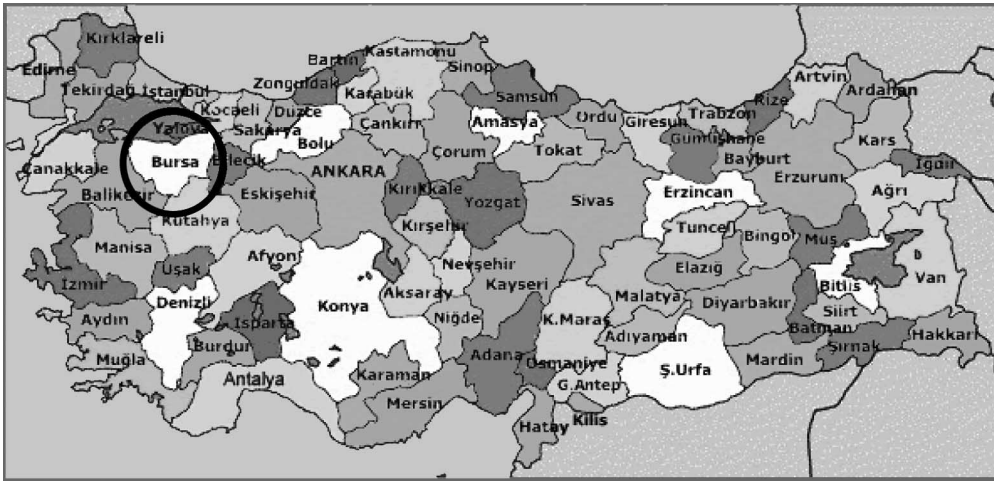 Kırklareli
Edirne
Tekirdağ
İstanbul
Kocaeli
Yalova
Sakarya
Düzce
Zonguldak
Bartın
Kastamonu
Sinop
Karabük
Bolu
Çankırı
Samsun
Amasya
Ordu
Giresun
Trabzon
Rize
Artvin
Ardahan
Kars
Gümüşhane
Bayburt
Tokat
Çorum
Çanakkale
Bursa
Bilecik
Balıkesir
Eskişehir
ANKARA
Kırıkkale
Yozgat
Sivas
Erzincan
Erzurum
Iğdır
Ağrı
Kütahya
Kırşehir
Tunceli
Bingöl
Muş
Manisa
Uşak
Afyon
Nevşehir
Kayseri
Elazığ
Van
İzmir
Denizli
Konya
Aksaray
Malatya
Diyarbakır
Bitlis
Siirt
Aydın
Isparta
Niğde
K.Maraş
Adıyaman
Batman
Şırnak
Hakkari
Muğla
Burdur
Karaman
Adana
Osmaniye
Ş.Urfa
Mardin
Antalya
G.Antep
Mersin
Hatay
Kilis